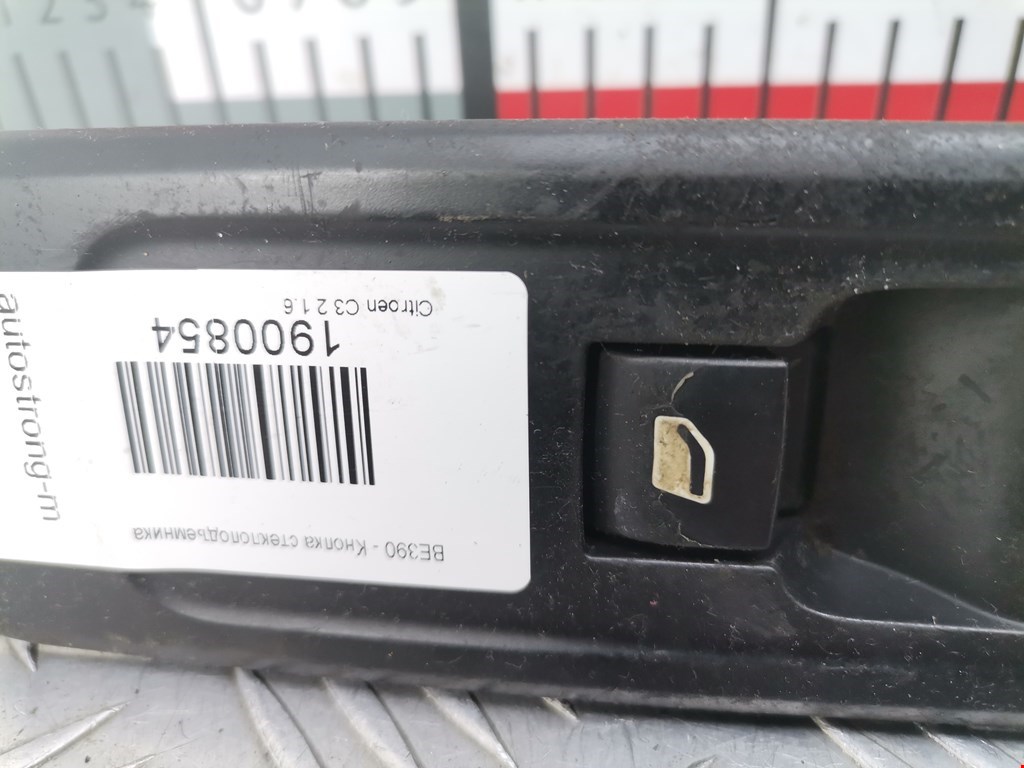 BE390 - Кнопка стеклоподъемника
1900854
Citroen C3 2 1.6
autostrong-m